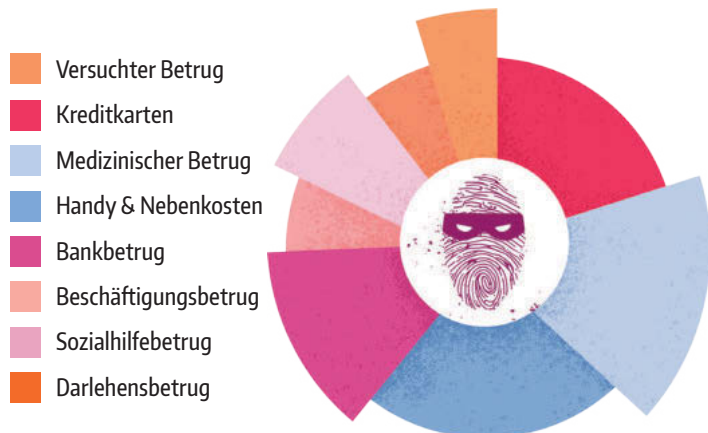 Versuchter Betrug
Kreditkarten
Medizinischer Betrug
Handy & Nebenkosten
Bankbetrug
Beschäftigungsbetrug
Sozialhilfebetrug
Darlehensbetrug